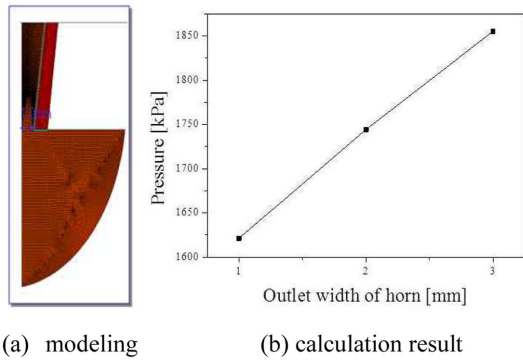 1850
1800
1750
1700
1650
1600
Pressure [kPa]
1
2
3
Outlet width of horn [mm]
(a) modeling
(b) calculation result